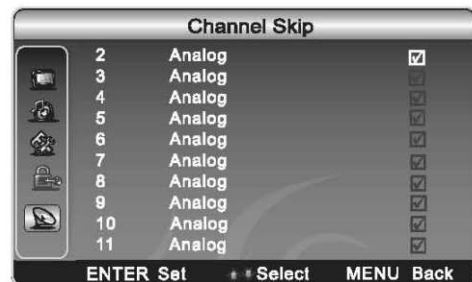 Channel Skip
2 Analog
3 Analog
4 Analog
5 Analog
6 Analog
7 Analog
8 Analog
9 Analog
10 Analog
11 Analog
ENTER Set Select MENU Back